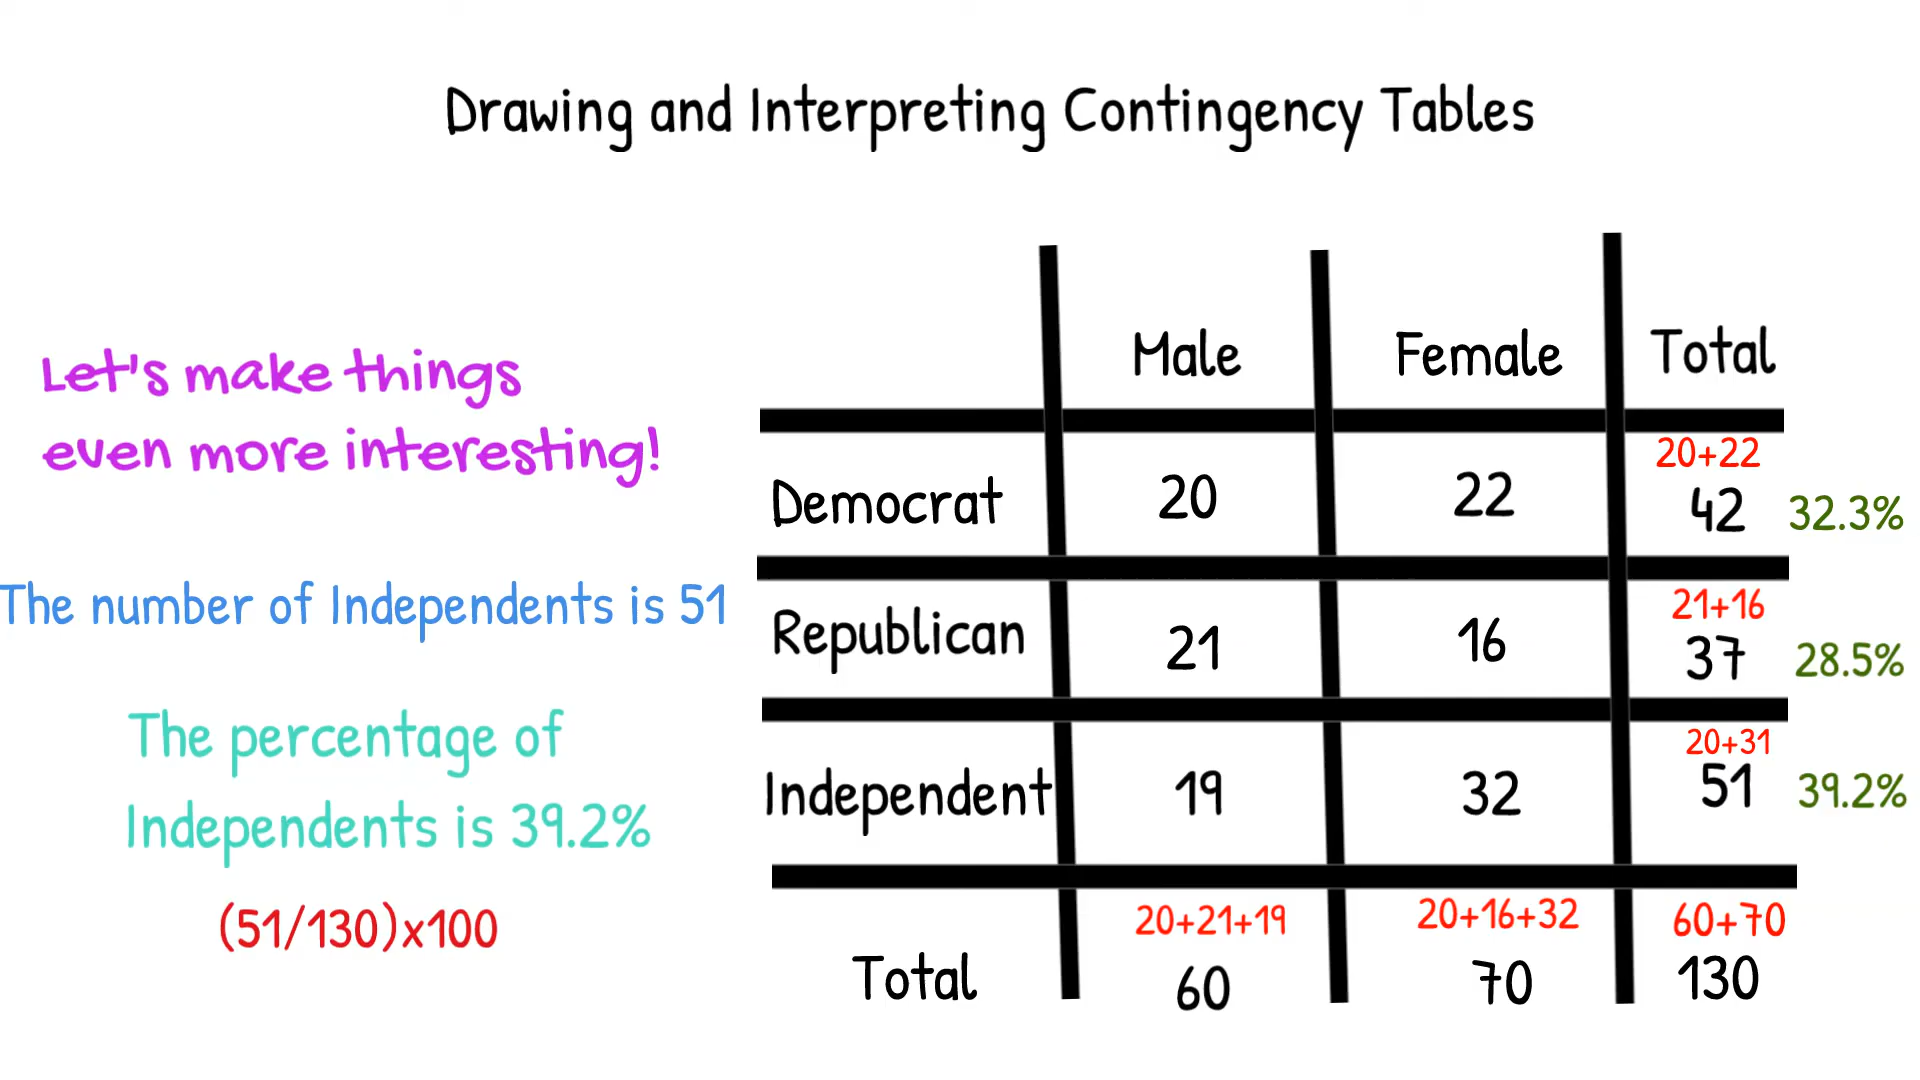 Drawing and Interpreting Contingency Tables
Let's make things
even more interesting!
The number of Independents is 51
The percentage of
Independents is 39.2%
(51/130)x100
Male Female Total
20+22
Democrat 20 22 42 32.3%
21+16
Republican 21 16 37 28.5%
20+31
Independent 19 32 51 39.2%
20+21+19 20+16+32 60+70
Total 60 70 130